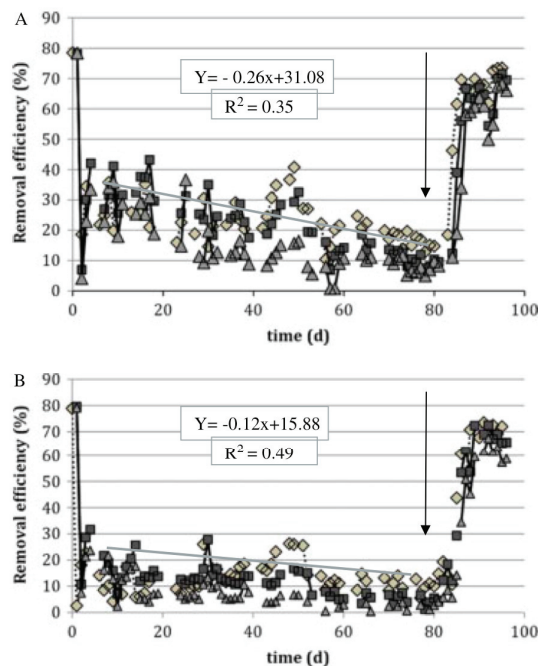 A
Removal efficiency (%)
90
80
70
60
50
40
30
20
10
0
Y= - 0.26x+31.08
R² = 0.35
0 20 40 60 80 100
time (d)
B
Removal efficiency (%)
90
80
70
60
50
40
30
20
10
0
Y= -0.12x+15.88
R² = 0.49
0 20 40 60 80 100
time (d)